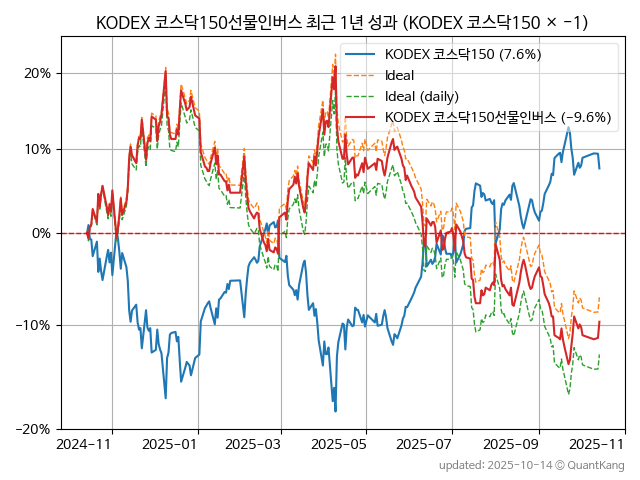 KODEX 코스닥150선물인버스 최근 1년 성과 (KODEX 코스닥150 × −1)
KODEX 코스닥150 (7.6%)
Ideal
Ideal (daily)
KODEX 코스닥150선물인버스 (−9.6%)
20%
10%
0%
−10%
−20%
2024−11
2025−01
2025−03
2025−05
2025−07
2025−09
2025−11
updated: 2025−10−14 © QuantKang